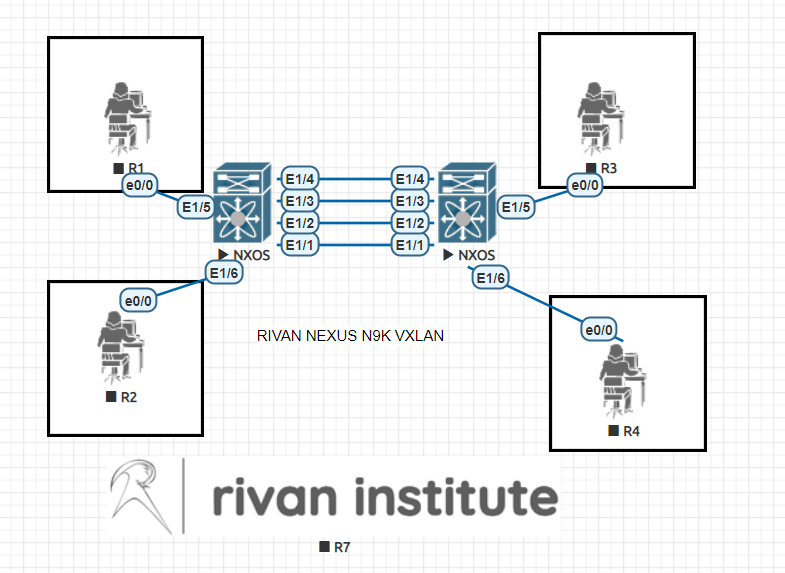 R1
e0/0
E1/5
NXOS
E1/6
E1/4
E1/3
E1/2
E1/1
E1/4
E1/3
E1/2
E1/1
NXOS
E1/5
E1/6
R3
e0/0
e0/0
R2
RIVAN NEXUS N9K VXLAN
e0/0
R4
rivan institute
R7